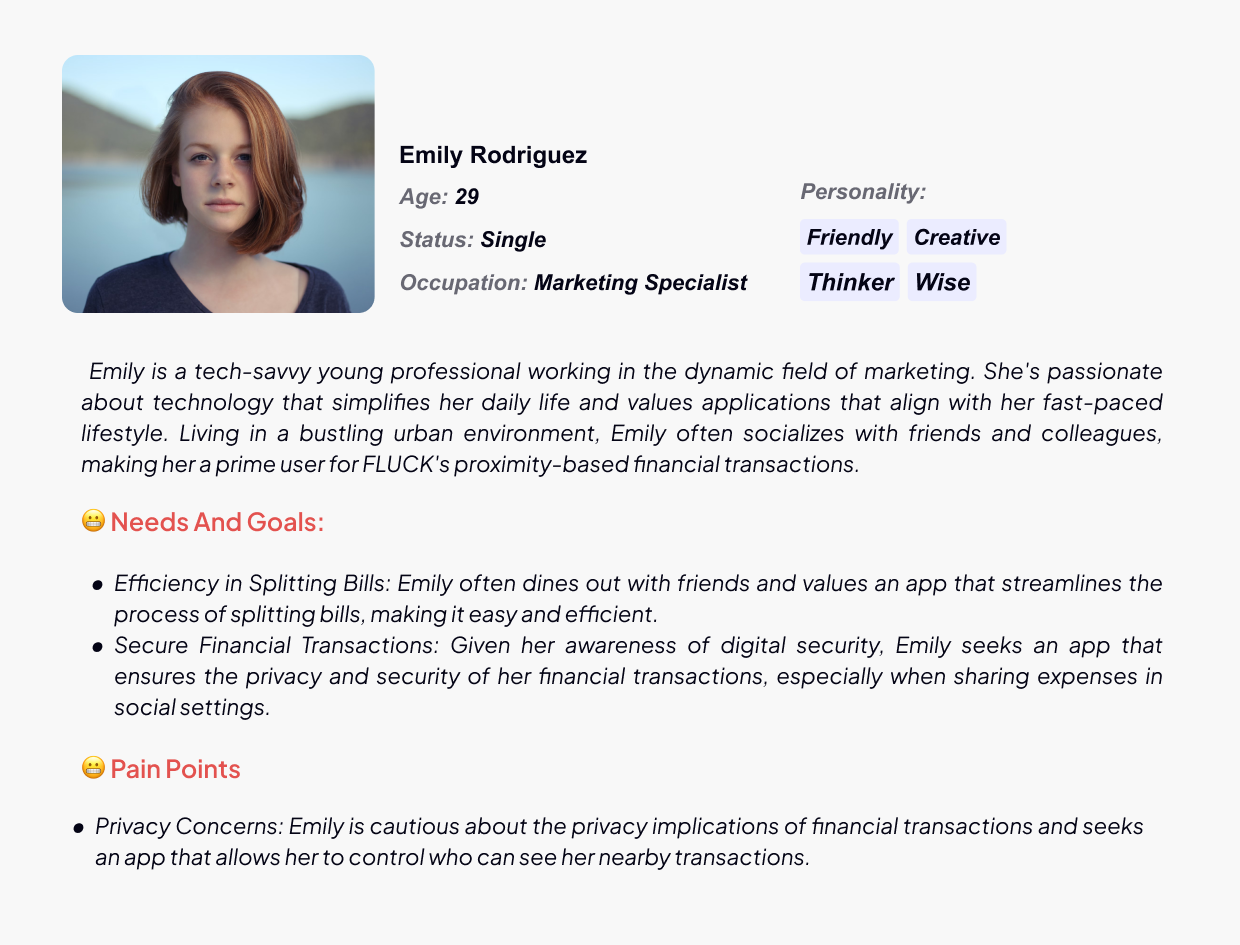 Emily Rodriguez
Age: 29
Status: Single
Occupation: Marketing Specialist
Personality:
Friendly Creative
Thinker Wise
Emily is a tech-savvy young professional working in the dynamic field of marketing. She's passionate
about technology that simplifies her daily life and values applications that align with her fast-paced
lifestyle. Living in a bustling urban environment, Emily often socializes with friends and colleagues,
making her a prime user for FLUCK's proximity-based financial transactions.
😬 Needs And Goals:
● Efficiency in Splitting Bills: Emily often dines out with friends and values an app that streamlines the
process of splitting bills, making it easy and efficient.
● Secure Financial Transactions: Given her awareness of digital security, Emily seeks an app that
ensures the privacy and security of her financial transactions, especially when sharing expenses in
social settings.
😬 Pain Points
● Privacy Concerns: Emily is cautious about the privacy implications of financial transactions and seeks
an app that allows her to control who can see her nearby transactions.